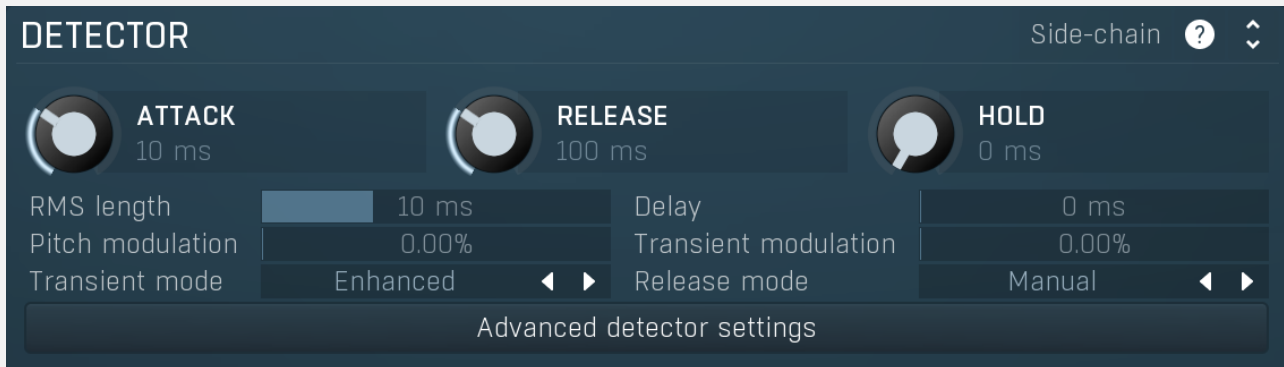 DETECTOR Side-chain ?
ATTACK RELEASE HOLD
10 ms 100 ms 0 ms
RMS length 10 ms Delay 0 ms
Pitch modulation 0.00% Transient modulation 0.00%
Transient mode Enhanced Release mode Manual
Advanced detector settings